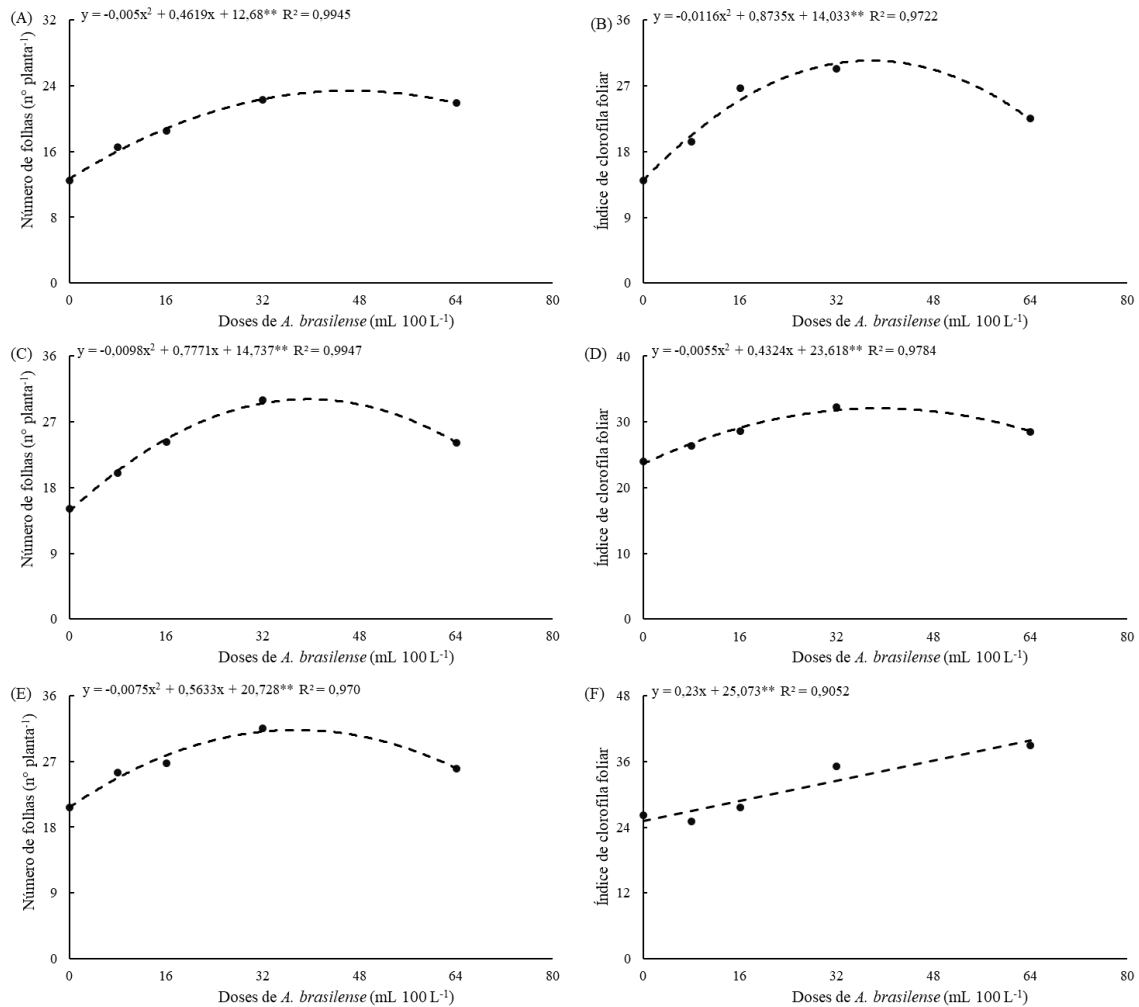 (A) y = -0,005x² + 0,4619x + 12,68** R² = 0,9945
Número de folhas (n° planta⁻¹)
32
24
16
8
0
0 16 32 48 64 80
Doses de A. brasilense (mL 100 L⁻¹)
(B) y = -0,0116x² + 0,8735x + 14,033** R² = 0,9722
Índice de clorofila foliar
36
27
18
9
0
0 16 32 48 64 80
Doses de A. brasilense (mL 100 L⁻¹)
(C) y = -0,0098x² + 0,7771x + 14,737** R² = 0,9947
Número de folhas (n° planta⁻¹)
36
27
18
9
0
0 16 32 48 64 80
Doses de A. brasilense (mL 100 L⁻¹)
(D) y = -0,0055x² + 0,4324x + 23,618** R² = 0,9784
Índice de clorofila foliar
40
30
20
10
0
0 16 32 48 64 80
Doses de A. brasilense (mL 100 L⁻¹)
(E) y = -0,0075x² + 0,5633x + 20,728** R² = 0,970
Número de folhas (n° planta⁻¹)
36
27
18
9
0
0 16 32 48 64 80
Doses de A. brasilense (mL 100 L⁻¹)
(F) y = 0,23x + 25,073** R² = 0,9052
Índice de clorofila foliar
48
36
24
12
0
0 16 32 48 64 80
Doses de A. brasilense (mL 100 L⁻¹)